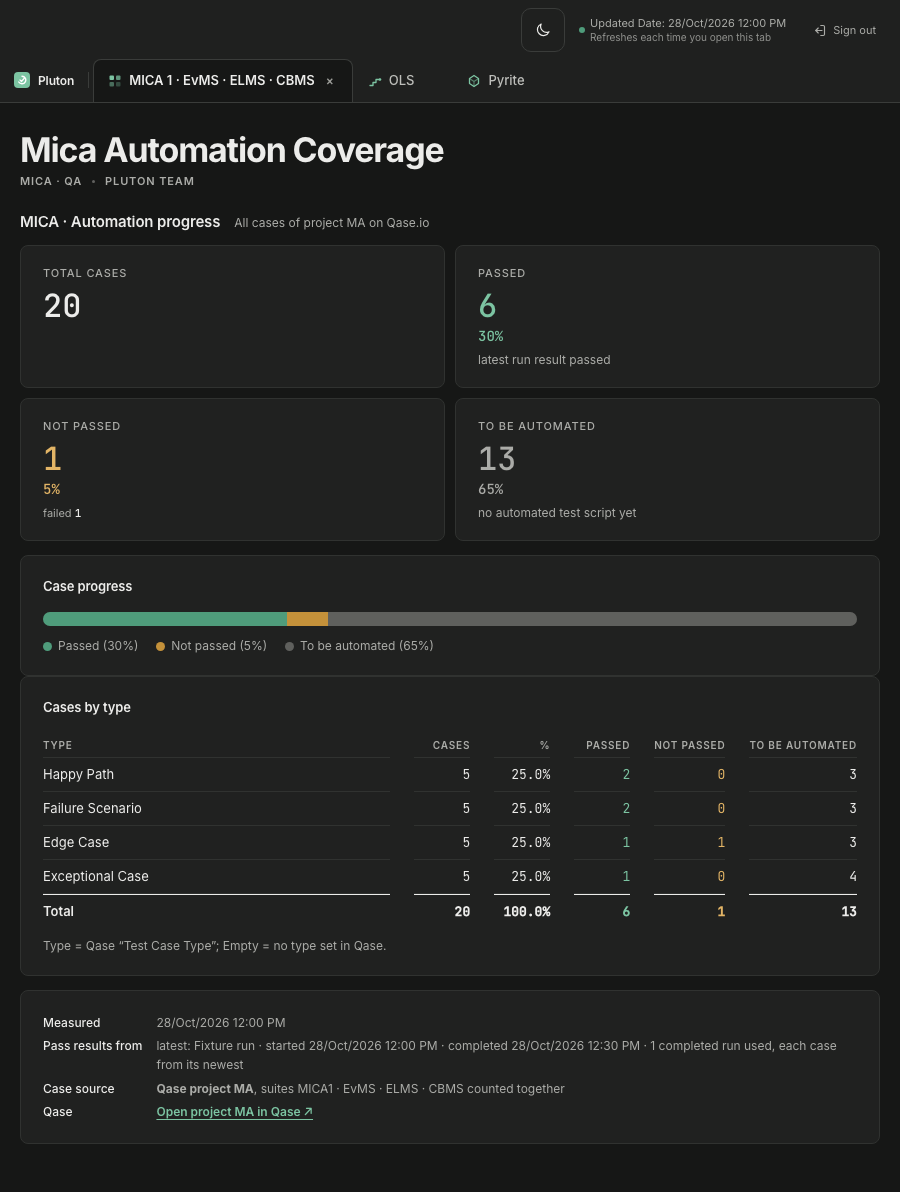 Updated Date: 28/Oct/2026 12:00 PM
Refreshes each time you open this tab
Sign out
Pluton
MICA 1 · EvMS · ELMS · CBMS ×
OLS
Pyrite
Mica Automation Coverage
MICA · QA • PLUTON TEAM
MICA · Automation progress All cases of project MA on Qase.io
TOTAL CASES
20
PASSED
6
30%
latest run result passed
NOT PASSED
1
5%
failed 1
TO BE AUTOMATED
13
65%
no automated test script yet
Case progress
Passed (30%) Not passed (5%) To be automated (65%)
Cases by type
TYPE CASES % PASSED NOT PASSED TO BE AUTOMATED
Happy Path 5 25.0% 2 0 3
Failure Scenario 5 25.0% 2 0 3
Edge Case 5 25.0% 1 1 3
Exceptional Case 5 25.0% 1 0 4
Total 20 100.0% 6 1 13
Type = Qase “Test Case Type”; Empty = no type set in Qase.
Measured 28/Oct/2026 12:00 PM
Pass results from latest: Fixture run · started 28/Oct/2026 12:00 PM · completed 28/Oct/2026 12:30 PM · 1 completed run used, each case
from its newest
Case source Qase project MA, suites MICA1 · EvMS · ELMS · CBMS counted together
Qase Open project MA in Qase ↗